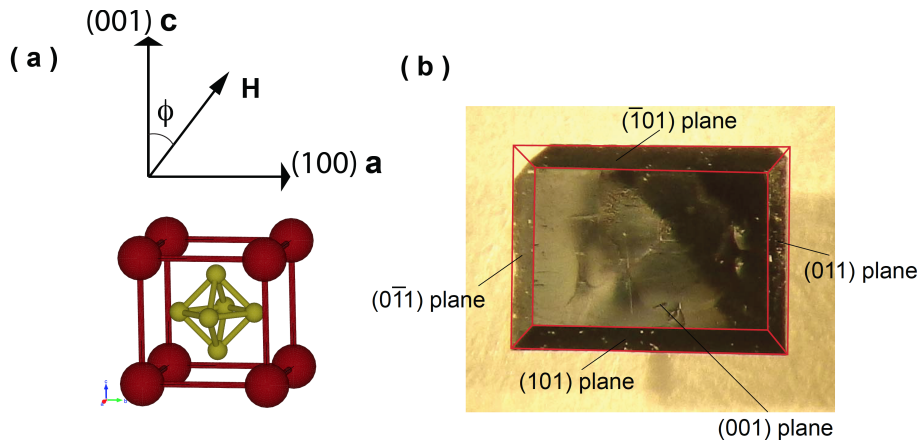 ( a )
(001) c
H
ϕ
(100) a
( b )
(1̅01) plane
(011) plane
(01̅1) plane
(101) plane
(001) plane